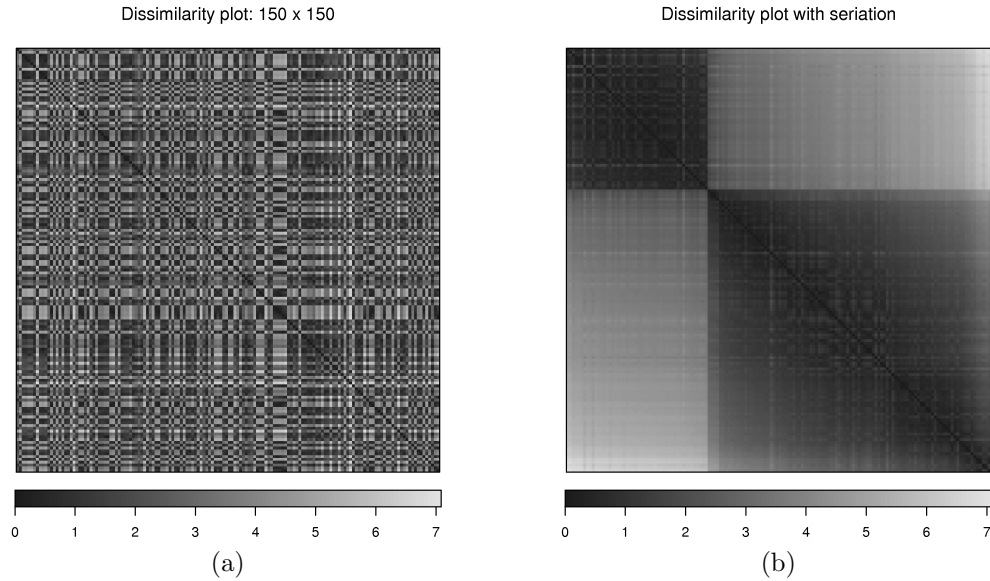 Dissimilarity plot: 150 x 150
Dissimilarity plot with seriation
0 1 2 3 4 5 6 7
0 1 2 3 4 5 6 7
(a)
(b)